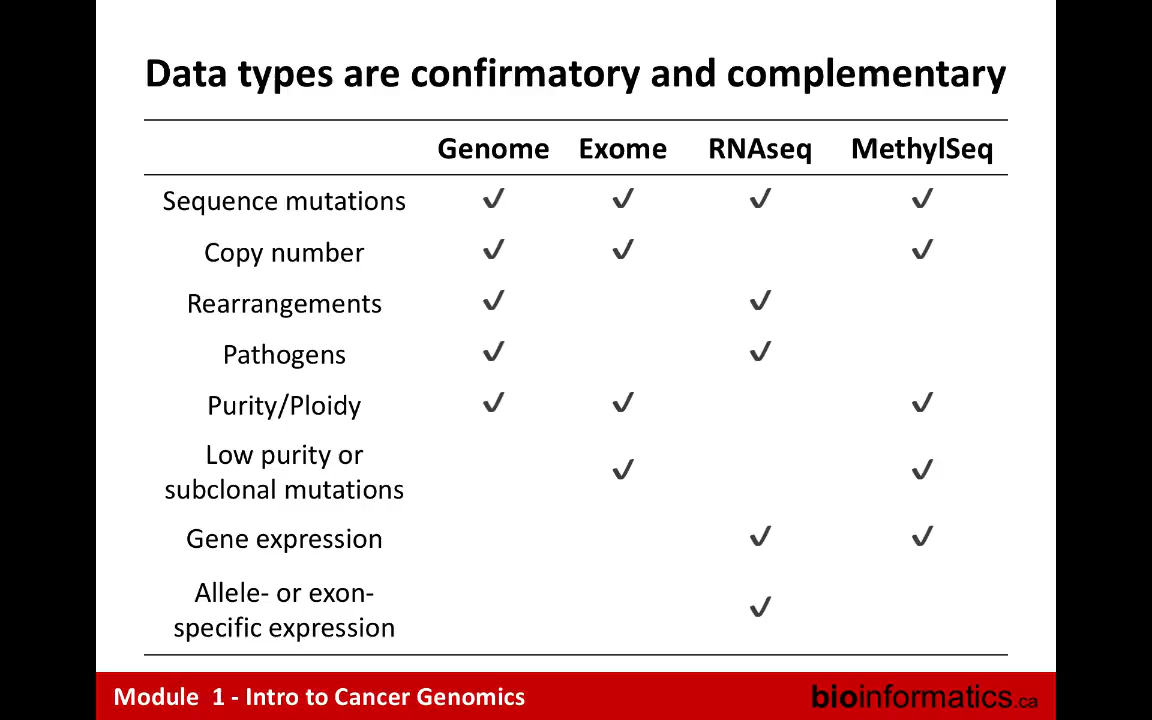 Data types are confirmatory and complementary
Genome Exome RNAseq MethylSeq
Sequence mutations ✓ ✓ ✓ ✓
Copy number ✓ ✓ ✓
Rearrangements ✓ ✓
Pathogens ✓ ✓
Purity/Ploidy ✓ ✓ ✓
Low purity or
subclonal mutations ✓ ✓
Gene expression ✓ ✓
Allele- or exon-
specific expression ✓
Module 1 - Intro to Cancer Genomics
bioinformatics.ca